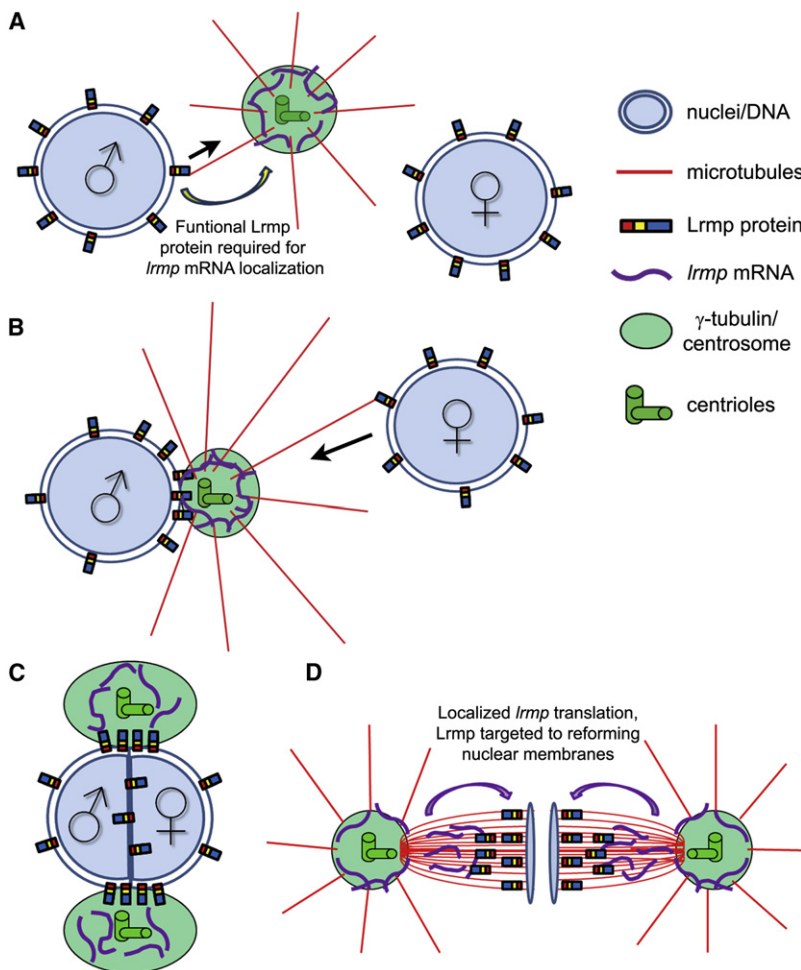 A
Funtional Lrmp
protein required for
lrmp mRNA localization
nuclei/DNA
microtubules
Lrmp protein
lrmp mRNA
γ-tubulin/
centrosome
centrioles
B
C
D
Localized lrmp translation,
Lrmp targeted to reforming
nuclear membranes